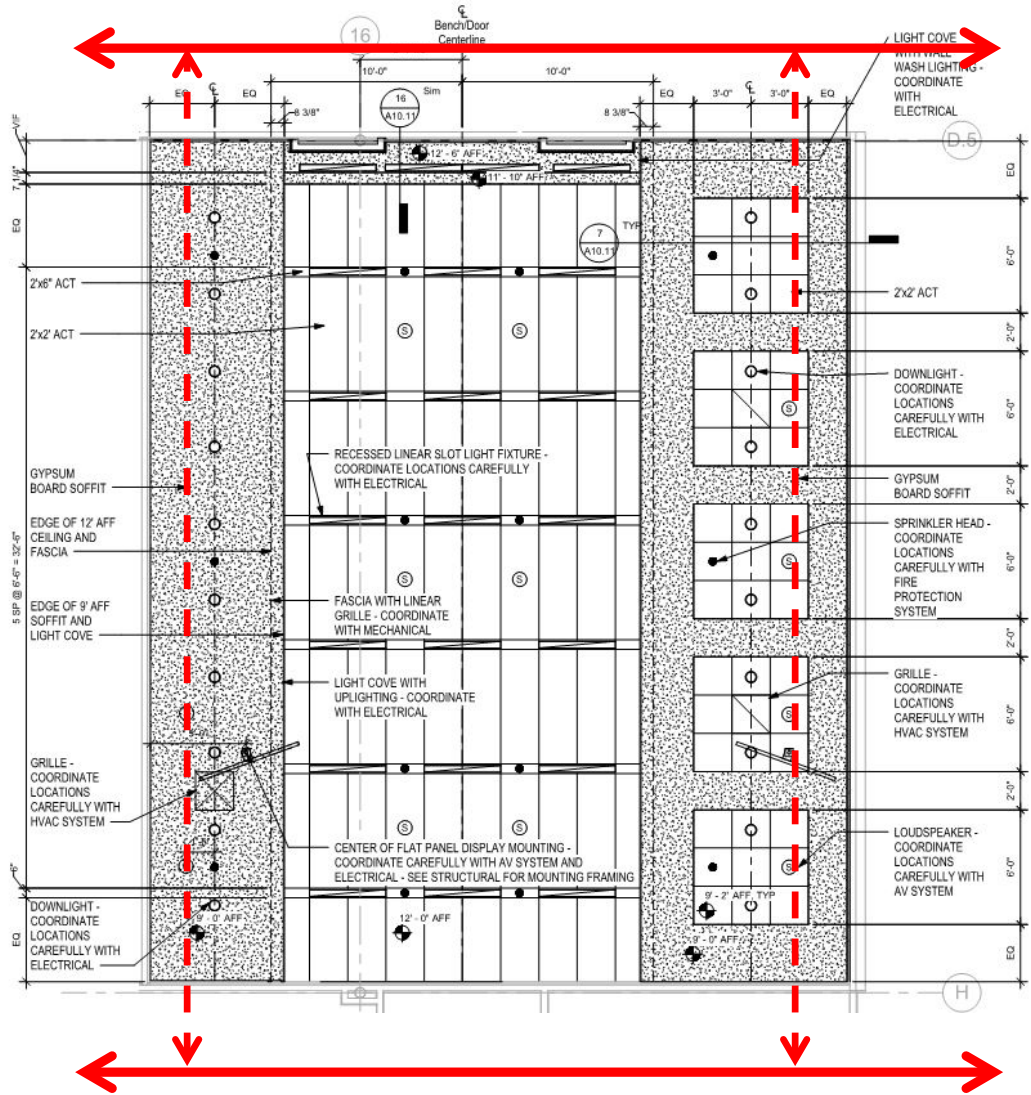 ℄
Bench/Door
Centerline
16
10'-0"
10'-0"
Sim
16
A10.11
EQ
℄
EQ
8 3/8"
8 3/8"
EQ
3'-0"
℄
3'-0"
EQ
LIGHT COVE
WITH WALL
WASH LIGHTING -
COORDINATE
WITH
ELECTRICAL
D.5
VIF
7 1/4"
EQ
12' - 6" AFF
11' - 10" AFF
7
A10.11
TYP
EQ
6'-0"
2'-0"
6'-0"
2'-0"
6'-0"
2'-0"
6'-0"
2'-0"
6'-0"
EQ
2'x6" ACT
2'x2' ACT
2'x2' ACT
S
S
DOWNLIGHT -
COORDINATE
LOCATIONS
CAREFULLY WITH
ELECTRICAL
S
RECESSED LINEAR SLOT LIGHT FIXTURE -
COORDINATE LOCATIONS CAREFULLY
WITH ELECTRICAL
GYPSUM
BOARD SOFFIT
GYPSUM
BOARD SOFFIT
EDGE OF 12' AFF
CEILING AND
FASCIA
SPRINKLER HEAD -
COORDINATE
LOCATIONS
CAREFULLY WITH
FIRE
PROTECTION
SYSTEM
S
S
S
5 SP @ 6'-6" = 32'-6"
EDGE OF 9' AFF
SOFFIT AND
LIGHT COVE
FASCIA WITH LINEAR
GRILLE - COORDINATE
WITH MECHANICAL
LIGHT COVE WITH
UPLIGHTING - COORDINATE
WITH ELECTRICAL
GRILLE -
COORDINATE
LOCATIONS
CAREFULLY WITH
HVAC SYSTEM
S
GRILLE -
COORDINATE
LOCATIONS
CAREFULLY WITH
HVAC SYSTEM
S
S
CENTER OF FLAT PANEL DISPLAY MOUNTING -
COORDINATE CAREFULLY WITH AV SYSTEM AND
ELECTRICAL - SEE STRUCTURAL FOR MOUNTING FRAMING
LOUDSPEAKER -
COORDINATE
LOCATIONS
CAREFULLY WITH
AV SYSTEM
S
6"
EQ
DOWNLIGHT -
COORDINATE
LOCATIONS
CAREFULLY WITH
ELECTRICAL
9' - 0" AFF
12' - 0" AFF
9' - 2" AFF TYP
9' - 0" AFF
H